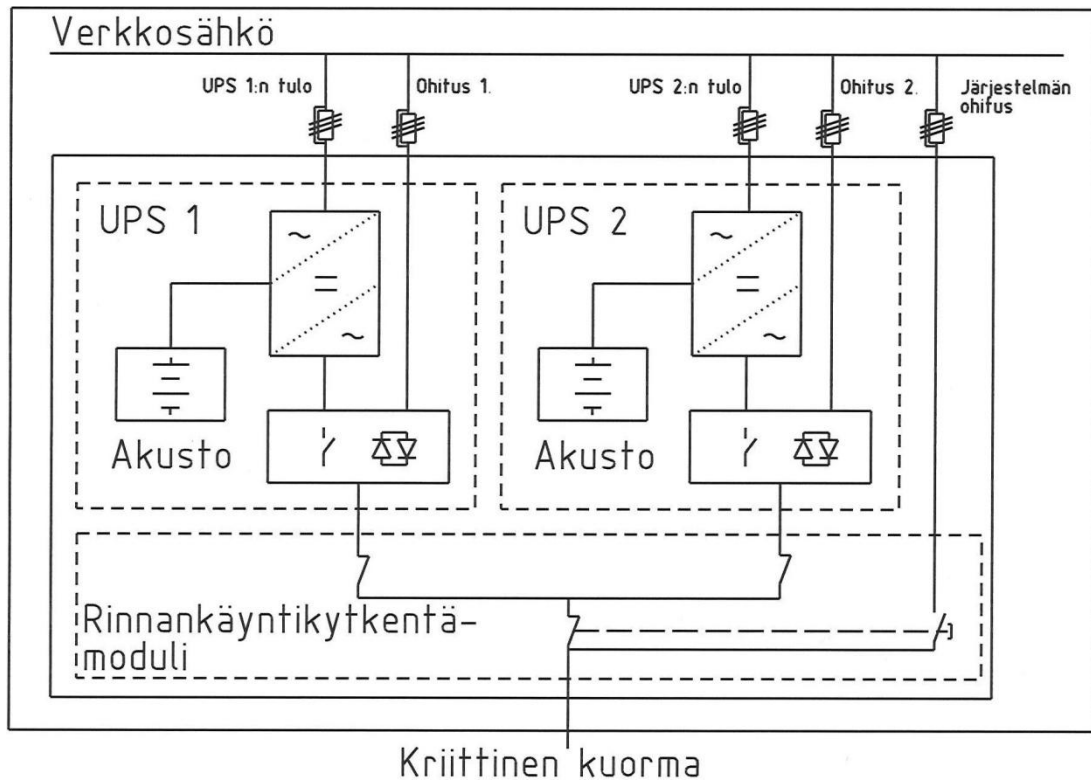 Verkkosähkö
UPS 1:n tulo
Ohitus 1.
UPS 2:n tulo
Ohitus 2.
Järjestelmän
ohitus
UPS 1
UPS 2
Akusto
Akusto
Rinnankäyntikytkentä-
moduli
Kriittinen kuorma